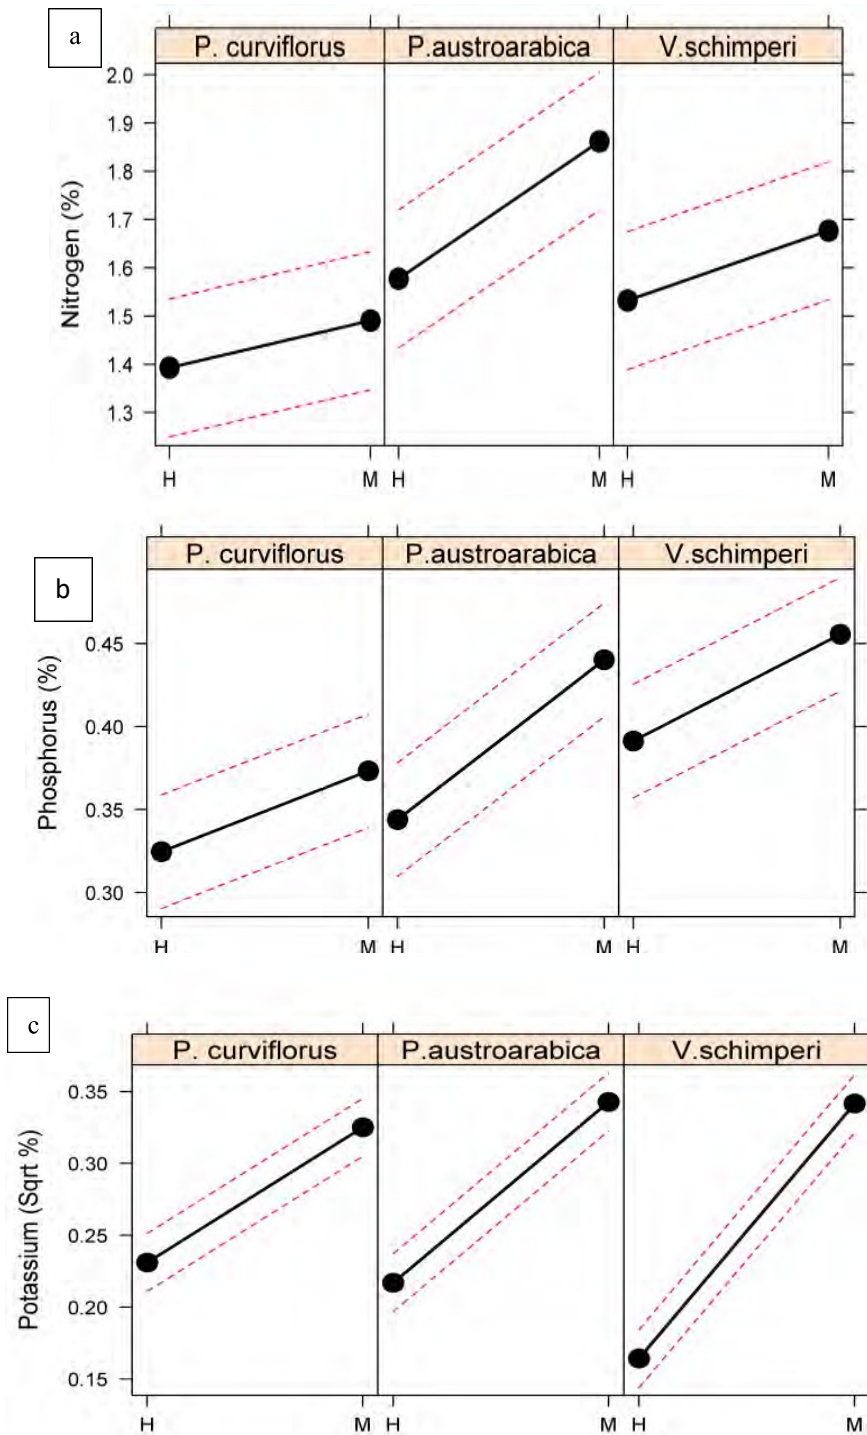 a
P. curviflorus P.austroarabica V.schimperi
2.0
1.9
1.8
1.7
1.6
1.5
1.4
1.3
Nitrogen (%)
H M H M H M
b
P. curviflorus P.austroarabica V.schimperi
0.45
0.40
0.35
0.30
Phosphorus (%)
H M H M H M
c
P. curviflorus P.austroarabica V.schimperi
0.35
0.30
0.25
0.20
0.15
Potassium (Sqrt %)
H M H M H M